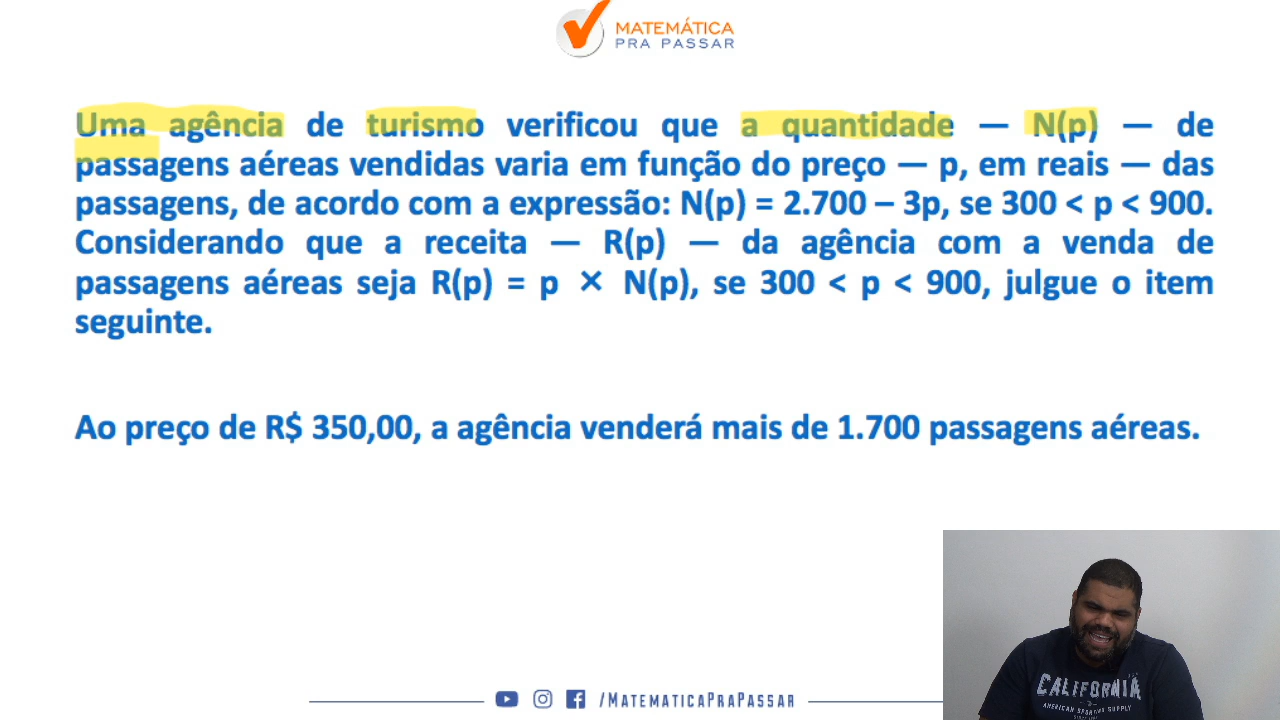 MATEMÁTICA
PRA PASSAR
Uma agência de turismo verificou que a quantidade — N(p) — de
passagens aéreas vendidas varia em função do preço — p, em reais — das
passagens, de acordo com a expressão: N(p) = 2.700 – 3p, se 300 < p < 900.
Considerando que a receita — R(p) — da agência com a venda de
passagens aéreas seja R(p) = p × N(p), se 300 < p < 900, julgue o item
seguinte.
Ao preço de R$ 350,00, a agência venderá mais de 1.700 passagens aéreas.
CALIFORNIA
AMERICAN SPORTING SUPPLY
/MATEMATICAPRAPASSAR